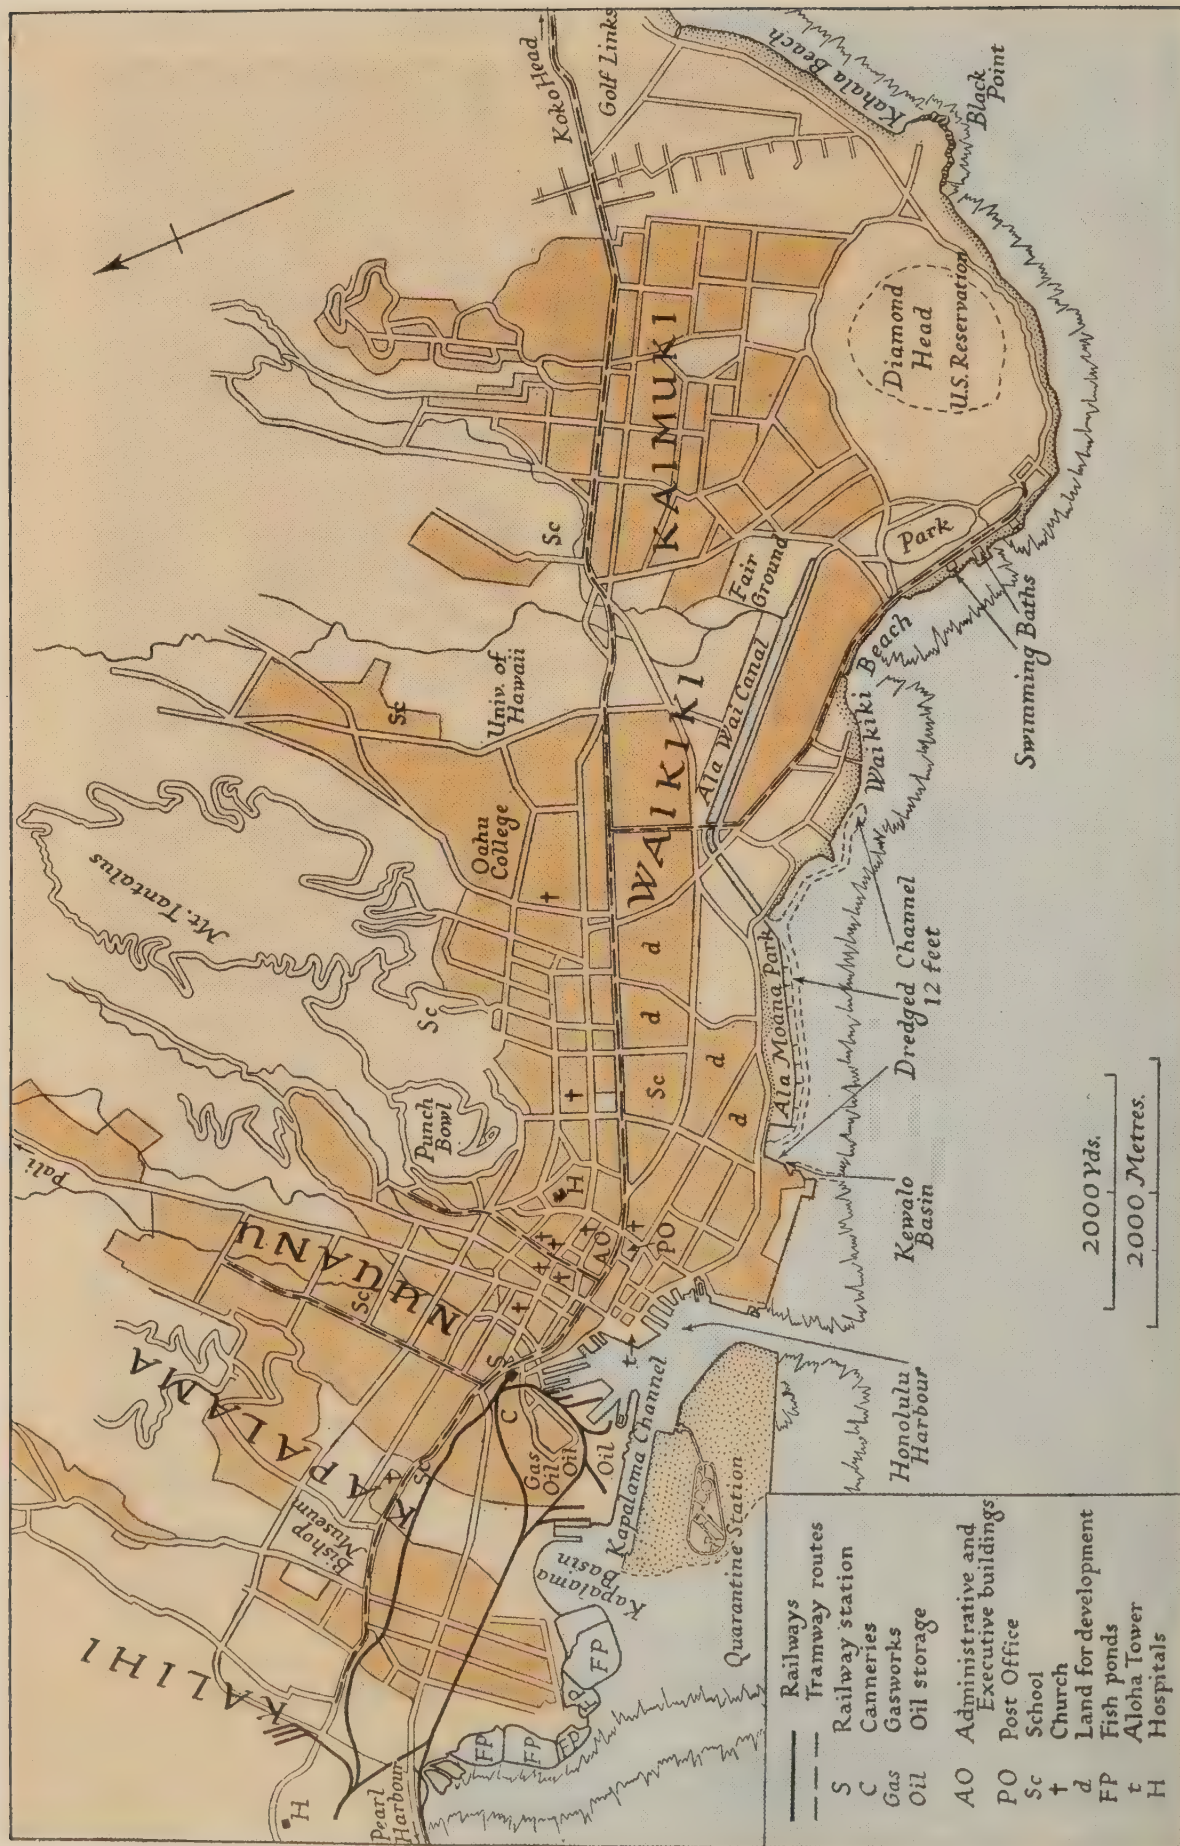 KALIHI
KAPALAMA
NUUANU
WAIKIKI
KAIMUKI
Pali
Mt. Tantalus
Punch
Bowl
Sc
Sc
Sc
Sc
Sc
Sc
Oahu
College
Univ. of
Hawaii
Koko Head
Golf Links
Kahala Beach
Black
Point
Diamond
Head
U.S. Reservation
Park
Fair
Ground
Ala Wai Canal
Waikiki Beach
Swimming Baths
Ala Moana Park
Dredged Channel
12 feet
Kewalo
Basin
Honolulu
Harbour
Kapalama Channel
Kapalama
Basin
Quarantine Station
Bishop
Museum
Pearl
Harbour
H
H
S
C
Gas
Oil
Oil
Oil
AO
PO
t
d
d
d
d
FP
FP
FP
FP
FP
2000 Yds.
2000 Metres.
Railways
Tramway routes
S Railway station
C Canneries
Gas Gasworks
Oil Oil storage
AO Administrative and
Executive buildings
PO Post Office
Sc School
† Church
d Land for development
FP Fish ponds
t Aloha Tower
H Hospitals